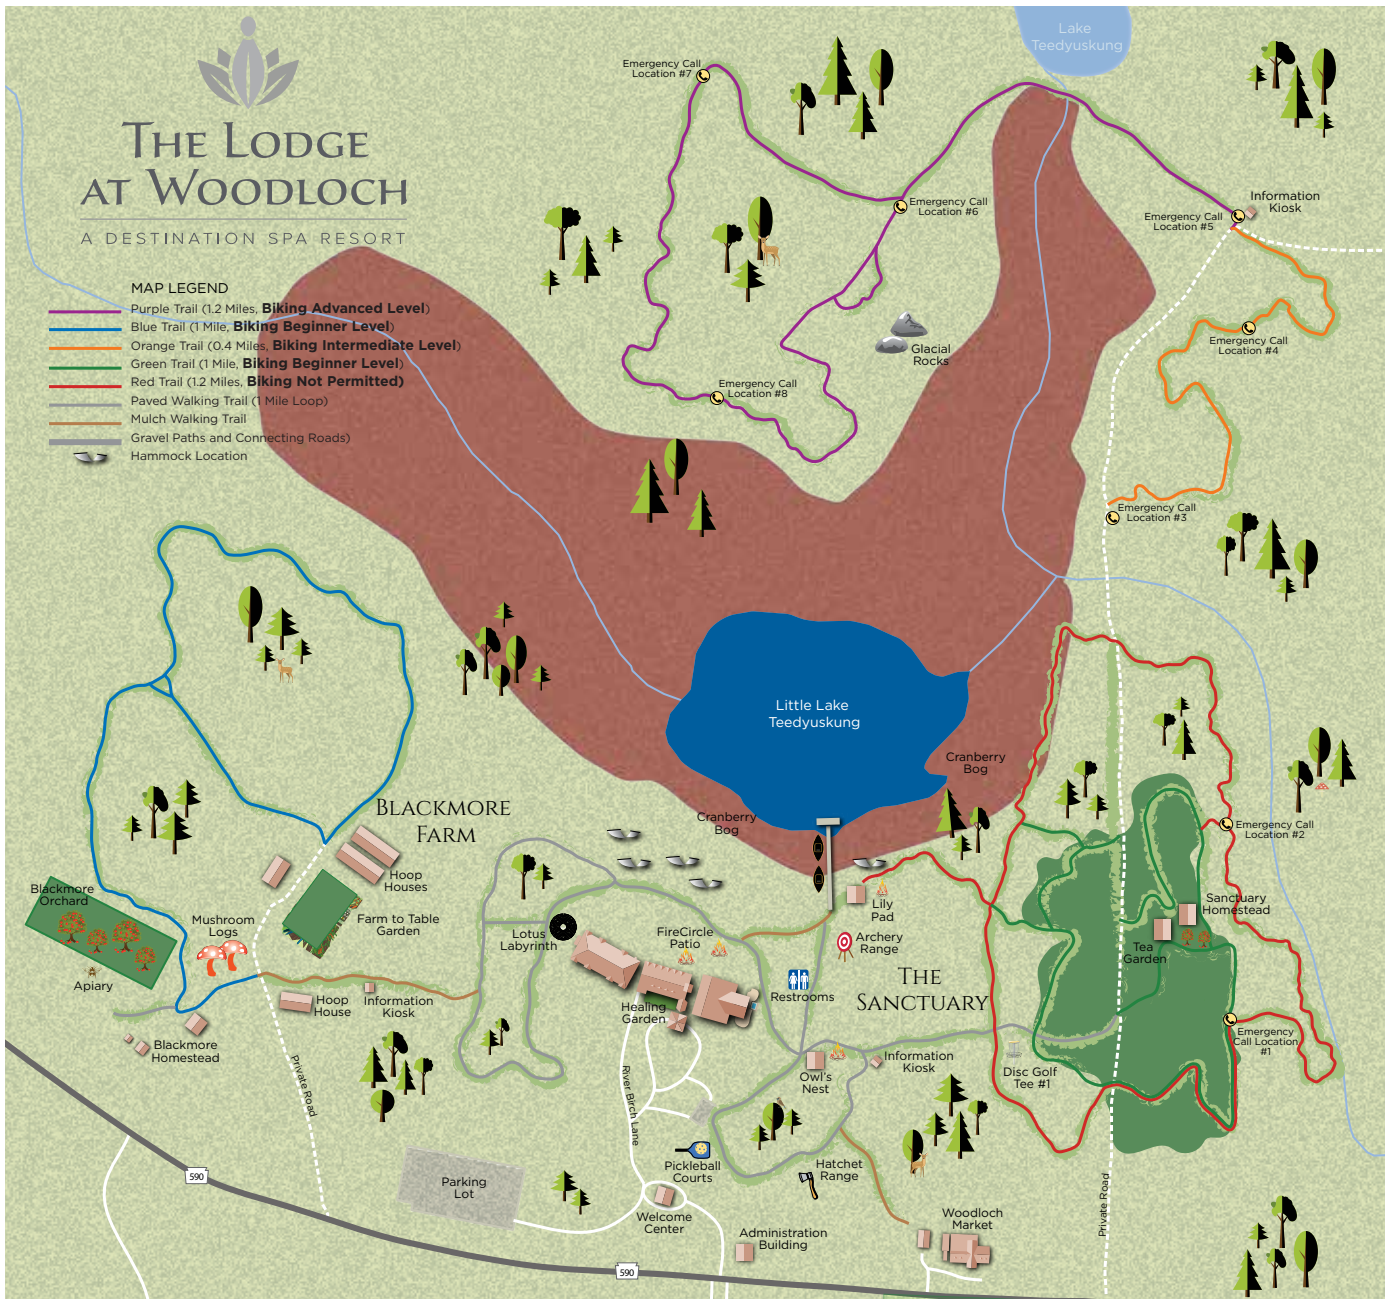 Lake
Teedyuskung
Emergency Call
Location #7
THE LODGE
AT WOODLOCH
A DESTINATION SPA RESORT
Information
Kiosk
Emergency Call
Location #6
Emergency Call
Location #5
MAP LEGEND
Purple Trail (1.2 Miles, Biking Advanced Level)
Blue Trail (1 Mile, Biking Beginner Level)
Orange Trail (0.4 Miles, Biking Intermediate Level)
Green Trail (1 Mile, Biking Beginner Level)
Red Trail (1.2 Miles, Biking Not Permitted)
Paved Walking Trail (1 Mile Loop)
Mulch Walking Trail
Gravel Paths and Connecting Roads)
Hammock Location
Glacial
Rocks
Emergency Call
Location #4
Emergency Call
Location #8
Emergency Call
Location #3
Little Lake
Teedyuskung
Cranberry
Bog
Cranberry
Bog
BLACKMORE
FARM
Emergency Call
Location #2
Hoop
Houses
Blackmore
Orchard
Mushroom
Logs
Farm to Table
Garden
Lotus
Labyrinth
FireCircle
Patio
Lily
Pad
Archery
Range
Sanctuary
Homestead
Tea
Garden
Apiary
Hoop
House
Information
Kiosk
Healing
Garden
Restrooms
THE
SANCTUARY
Emergency
Call Location
#1
Blackmore
Homestead
Private Road
River Birch Lane
Owl's
Nest
Information
Kiosk
Disc Golf
Tee #1
Pickleball
Courts
Hatchet
Range
590
Parking
Lot
Welcome
Center
Administration
Building
Woodloch
Market
Private Road
590